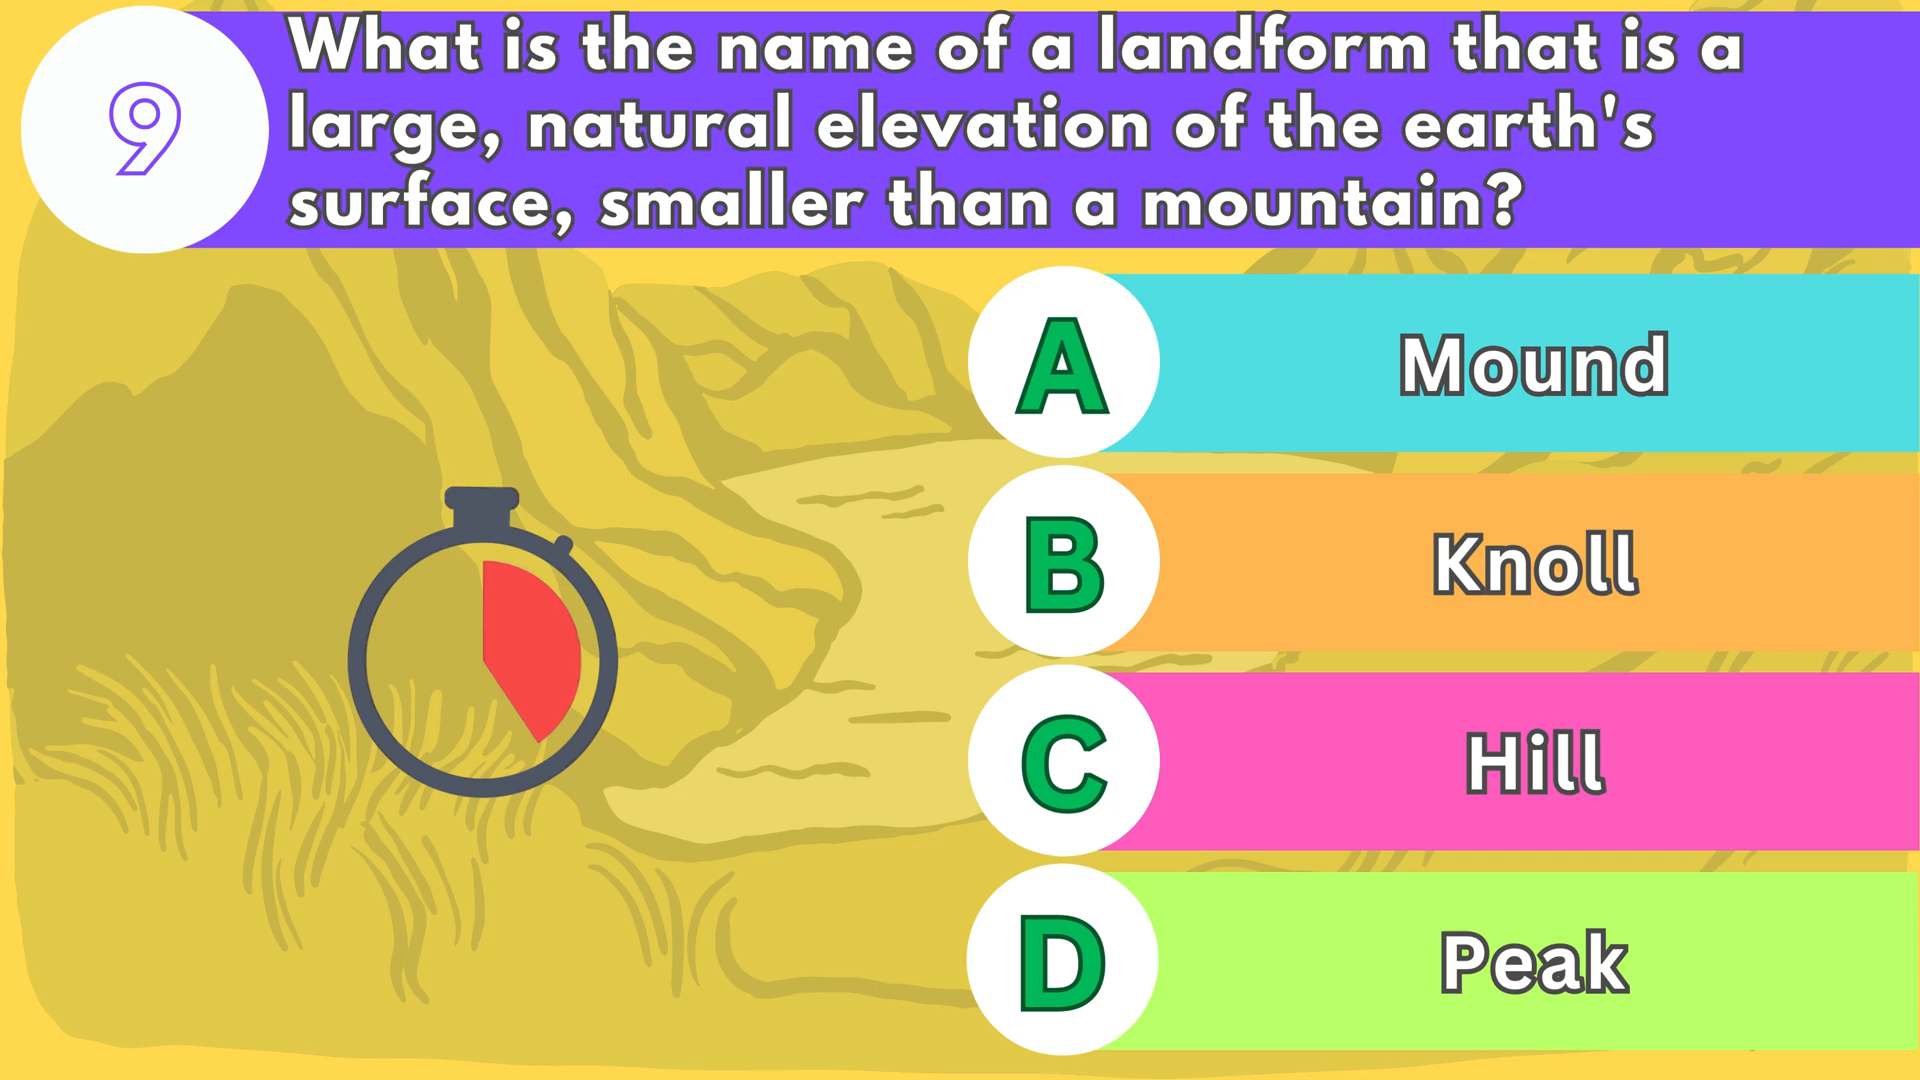 9
What is the name of a landform that is a
large, natural elevation of the earth's
surface, smaller than a mountain?
A Mound
B Knoll
C Hill
D Peak